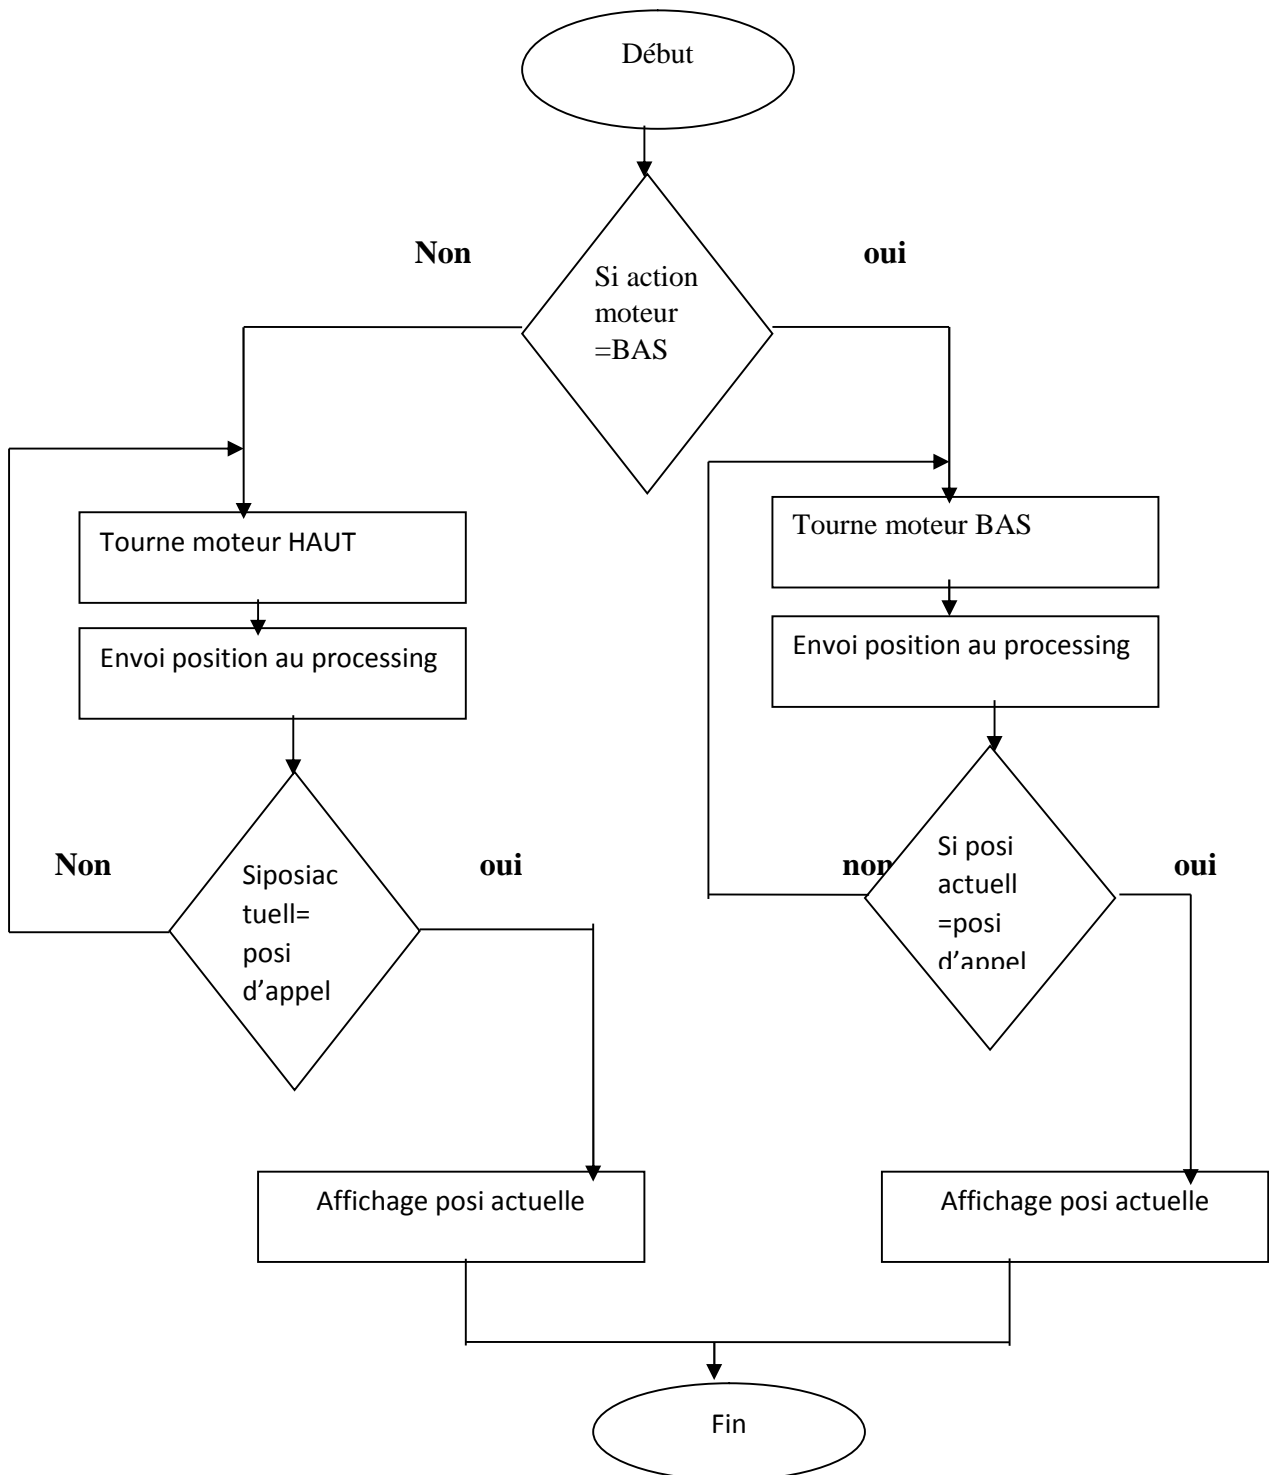 Début
Non
oui
Si action
moteur
=BAS
Tourne moteur HAUT
Envoi position au processing
Tourne moteur BAS
Envoi position au processing
Non
Siposiac
tuell=
posi
d’appel
oui
non
Si posi
actuell
=posi
d’appel
oui
Affichage posi actuelle
Affichage posi actuelle
Fin